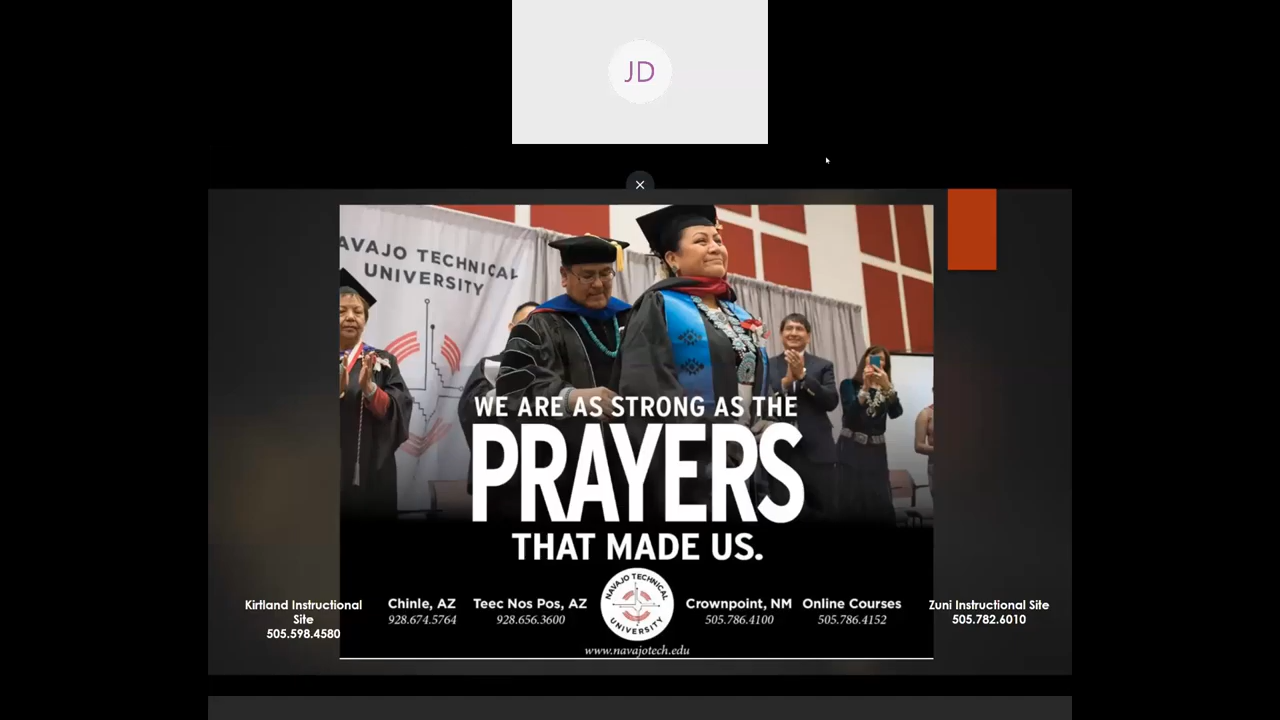 JD
AVAJO TECHNICAL
UNIVERSITY
WE ARE AS STRONG AS THE
PRAYERS
THAT MADE US.
Kirtland Instructional
Site
505.598.4580
Chinle, AZ
928.674.5764
Teec Nos Pos, AZ
928.656.3600
NAVAJO TECHNICAL
UNIVERSITY
Crownpoint, NM
505.786.4100
Online Courses
505.786.4152
Zuni Instructional Site
505.782.6010
www.navajotech.edu